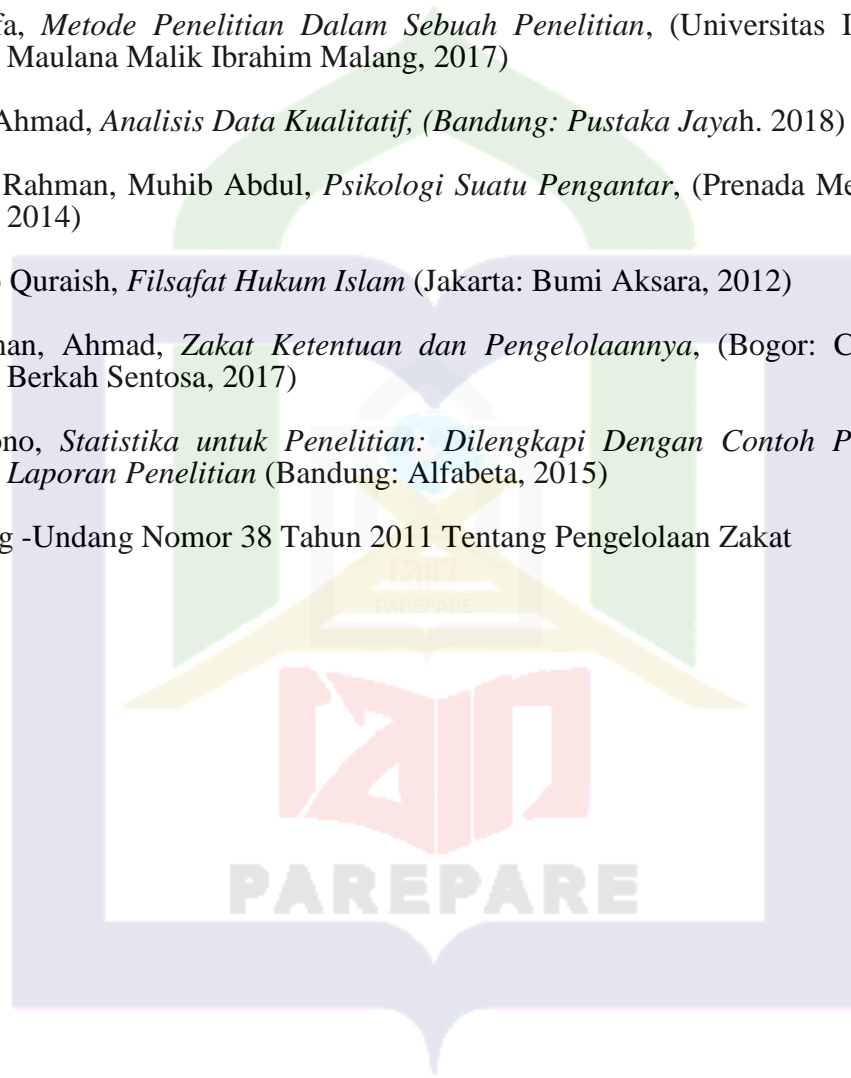 fa, Metode Penelitian Dalam Sebuah Penelitian, (Universitas I
Maulana Malik Ibrahim Malang, 2017)
Ahmad, Analisis Data Kualitatif, (Bandung: Pustaka Jayah. 2018)
Rahman, Muhib Abdul, Psikologi Suatu Pengantar, (Prenada Me
2014)
Quraish, Filsafat Hukum Islam (Jakarta: Bumi Aksara, 2012)
nan, Ahmad, Zakat Ketentuan dan Pengelolaannya, (Bogor: C
Berkah Sentosa, 2017)
ono, Statistika untuk Penelitian: Dilengkapi Dengan Contoh P
Laporan Penelitian (Bandung: Alfabeta, 2015)
g -Undang Nomor 38 Tahun 2011 Tentang Pengelolaan Zakat
iain
PAREPARE
iain
PAREPARE